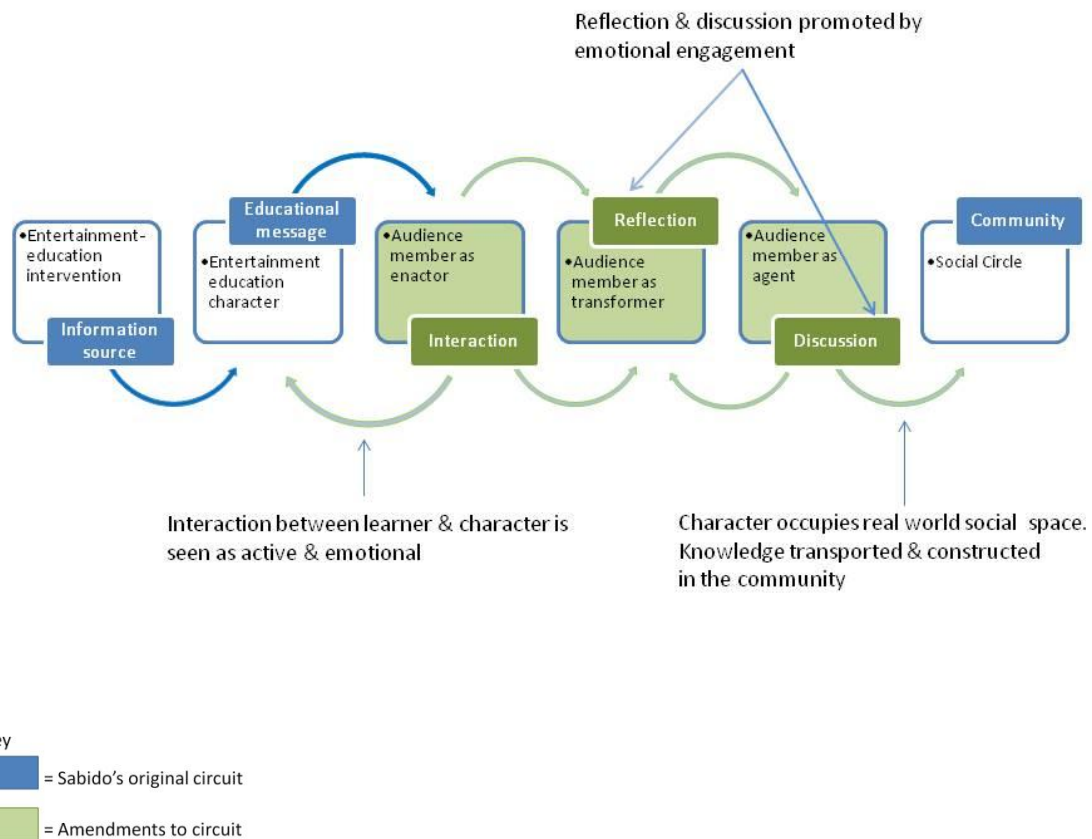 Reflection & discussion promoted by
emotional engagement
•Entertainment-
education
intervention
Information
source
Educational
message
•Entertainment
education
character
•Audience
member as
enactor
Interaction
Reflection
•Audience
member as
transformer
•Audience
member as
agent
Discussion
Community
•Social Circle
Interaction between learner & character is
seen as active & emotional
Character occupies real world social space.
Knowledge transported & constructed
in the community
ey
= Sabido's original circuit
= Amendments to circuit